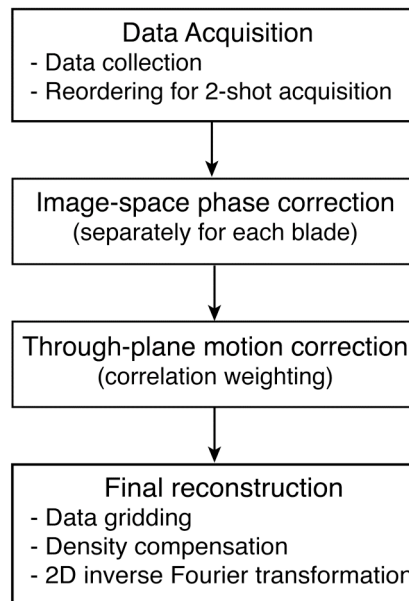 Data Acquisition
- Data collection
- Reordering for 2-shot acquisition
Image-space phase correction
(separately for each blade)
Through-plane motion correction
(correlation weighting)
Final reconstruction
- Data gridding
- Density compensation
- 2D inverse Fourier transformation